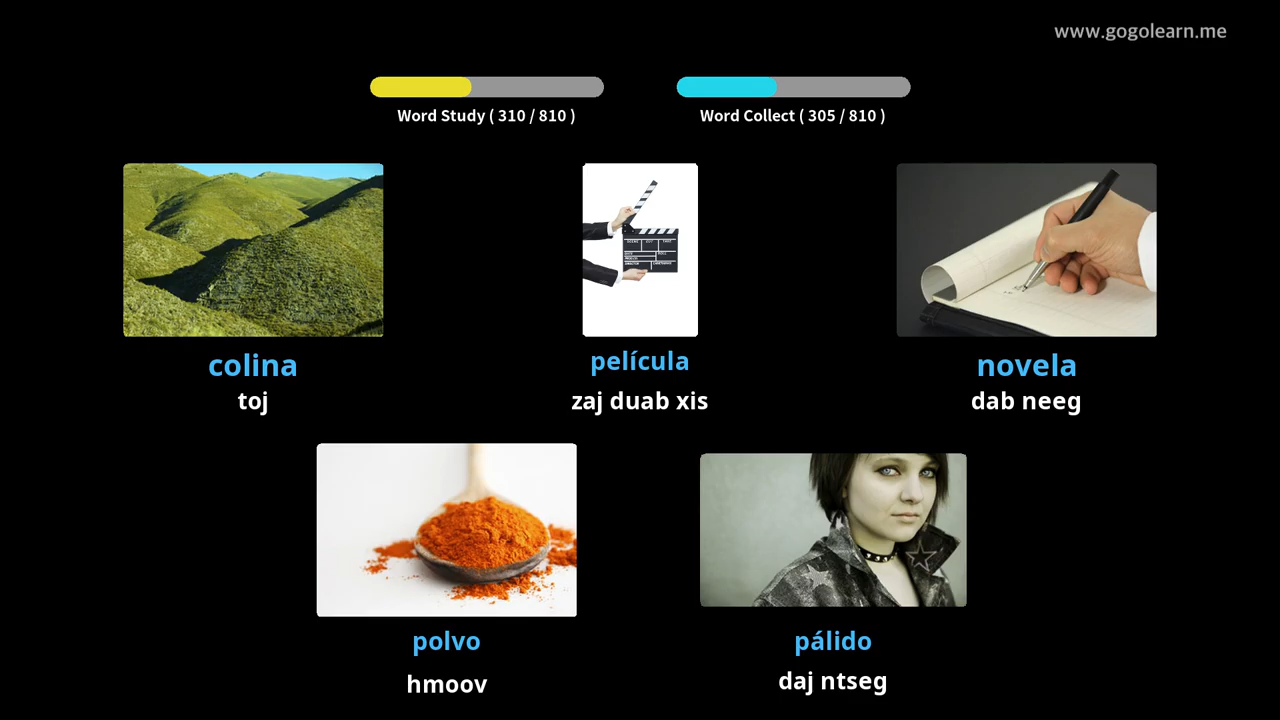 www.gogolearn.me
Word Study ( 310 / 810 )
Word Collect ( 305 / 810 )
colina
toj
película
zaj duab xis
novela
dab neeg
polvo
hmoov
pálido
daj ntseg